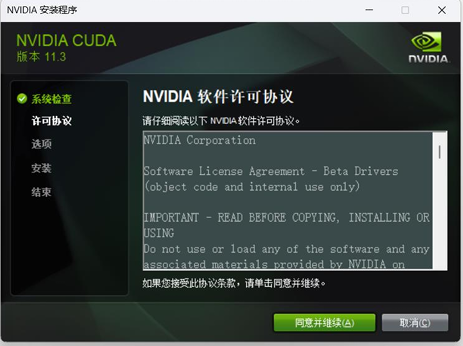 NVIDIA 安装程序
NVIDIA CUDA
版本 11.3
NVIDIA.
系统检查
许可协议
选项
安装
结束
NVIDIA 软件许可协议
请仔细阅读以下 NVIDIA 软件许可协议。
NVIDIA Corporation
Software License Agreement - Beta Drivers
(object code and internal use only)
IMPORTANT - READ BEFORE COPYING, INSTALLING OR
USING
Do not use or load any of the software and any
associated materials provided by NVIDIA on
如果您接受此协议条款，请单击同意并继续。
同意并继续(A)
取消(C)